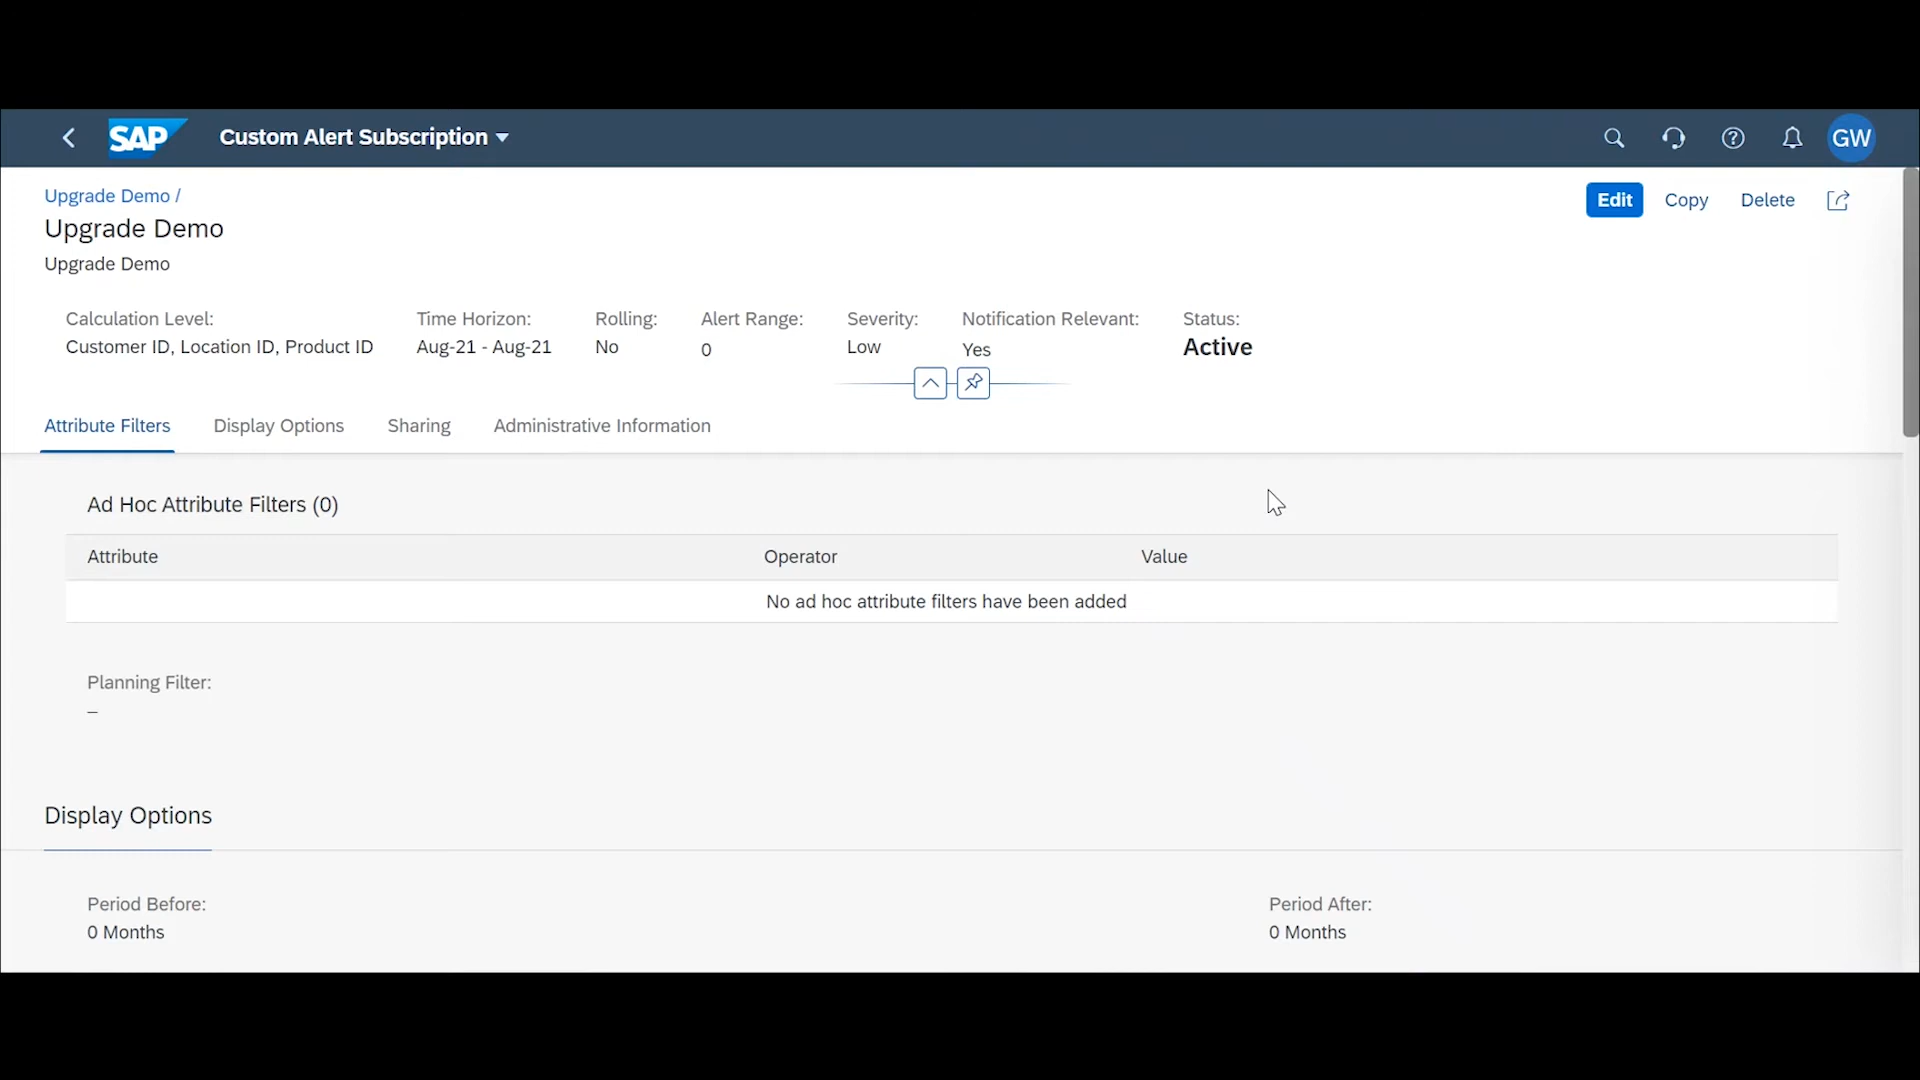 SAP Custom Alert Subscription GW
Upgrade Demo /
Edit Copy Delete
Upgrade Demo
Upgrade Demo
Calculation Level: Time Horizon: Rolling: Alert Range: Severity: Notification Relevant: Status:
Customer ID, Location ID, Product ID Aug-21 - Aug-21 No 0 Low Yes Active
Attribute Filters Display Options Sharing Administrative Information
Ad Hoc Attribute Filters (0)
Attribute Operator Value
No ad hoc attribute filters have been added
Planning Filter:
–
Display Options
Period Before: Period After:
0 Months 0 Months